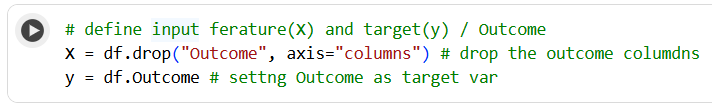 # define input ferature(X) and target(y) / Outcome
X = df.drop("Outcome", axis="columns") # drop the outcome columdns
y = df.Outcome # settng Outcome as target var